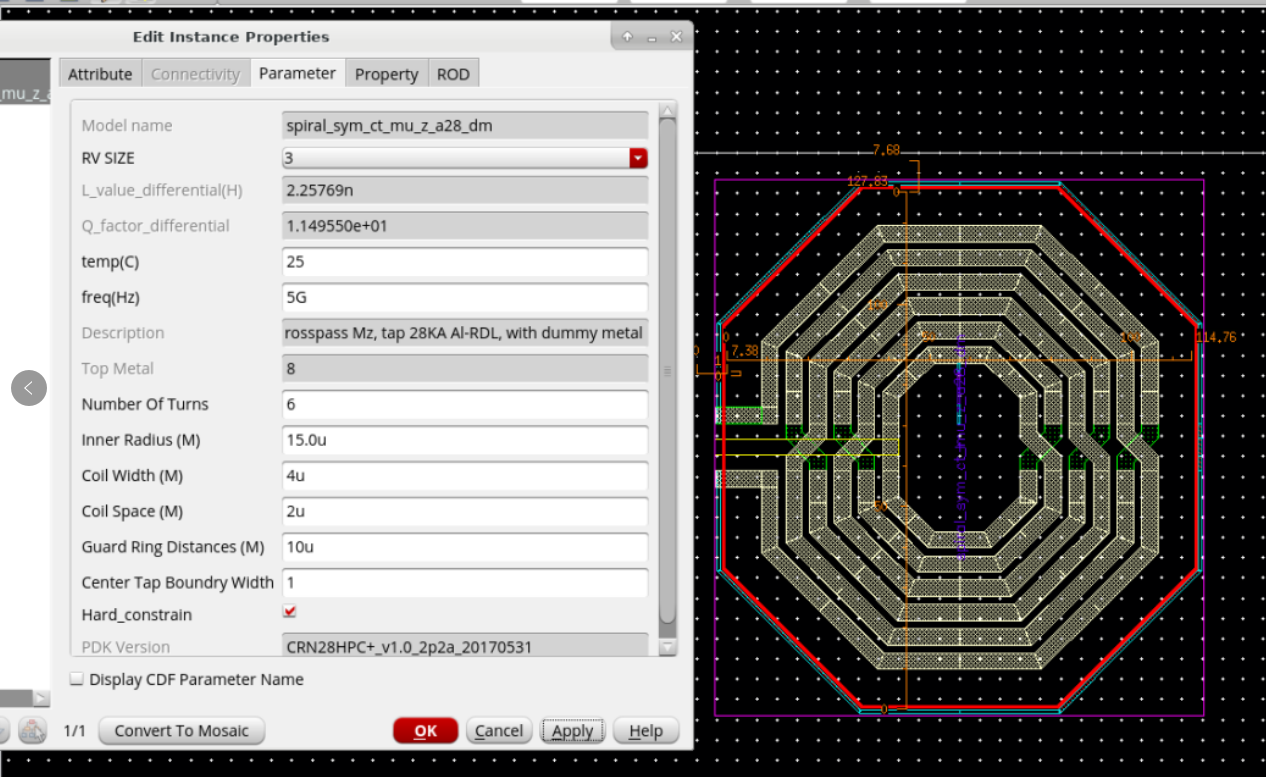 Edit Instance Properties
Attribute Connectivity Parameter Property ROD
_mu_z_a
Model name spiral_sym_ct_mu_z_a28_dm
RV SIZE 3
L_value_differential(H) 2.25769n
Q_factor_differential 1.149550e+01
temp(C) 25
freq(Hz) 5G
Description rosspass Mz, tap 28KA Al-RDL, with dummy metal
Top Metal 8
Number Of Turns 6
Inner Radius (M) 15.0u
Coil Width (M) 4u
Coil Space (M) 2u
Guard Ring Distances (M) 10u
Center Tap Boundry Width 1
Hard_constrain
PDK Version CRN28HPC+_v1.0_2p2a_20170531
Display CDF Parameter Name
1/1 Convert To Mosaic OK Cancel Apply Help
7.68
127.83
0
0
7.38
114.76
spiral_sym_ct_mu_z_a28_dm
50
0